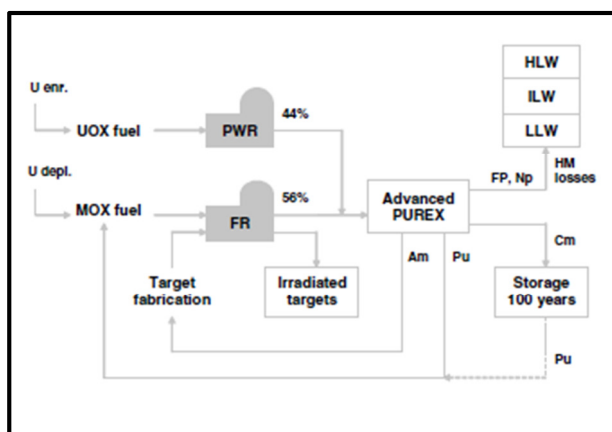 U enr.
UOX fuel
PWR
44%
U depl.
MOX fuel
FR
56%
Advanced
PUREX
FP, Np
HM
losses
HLW
ILW
LLW
Target
fabrication
Irradiated
targets
Am
Pu
Cm
Storage
100 years
Pu